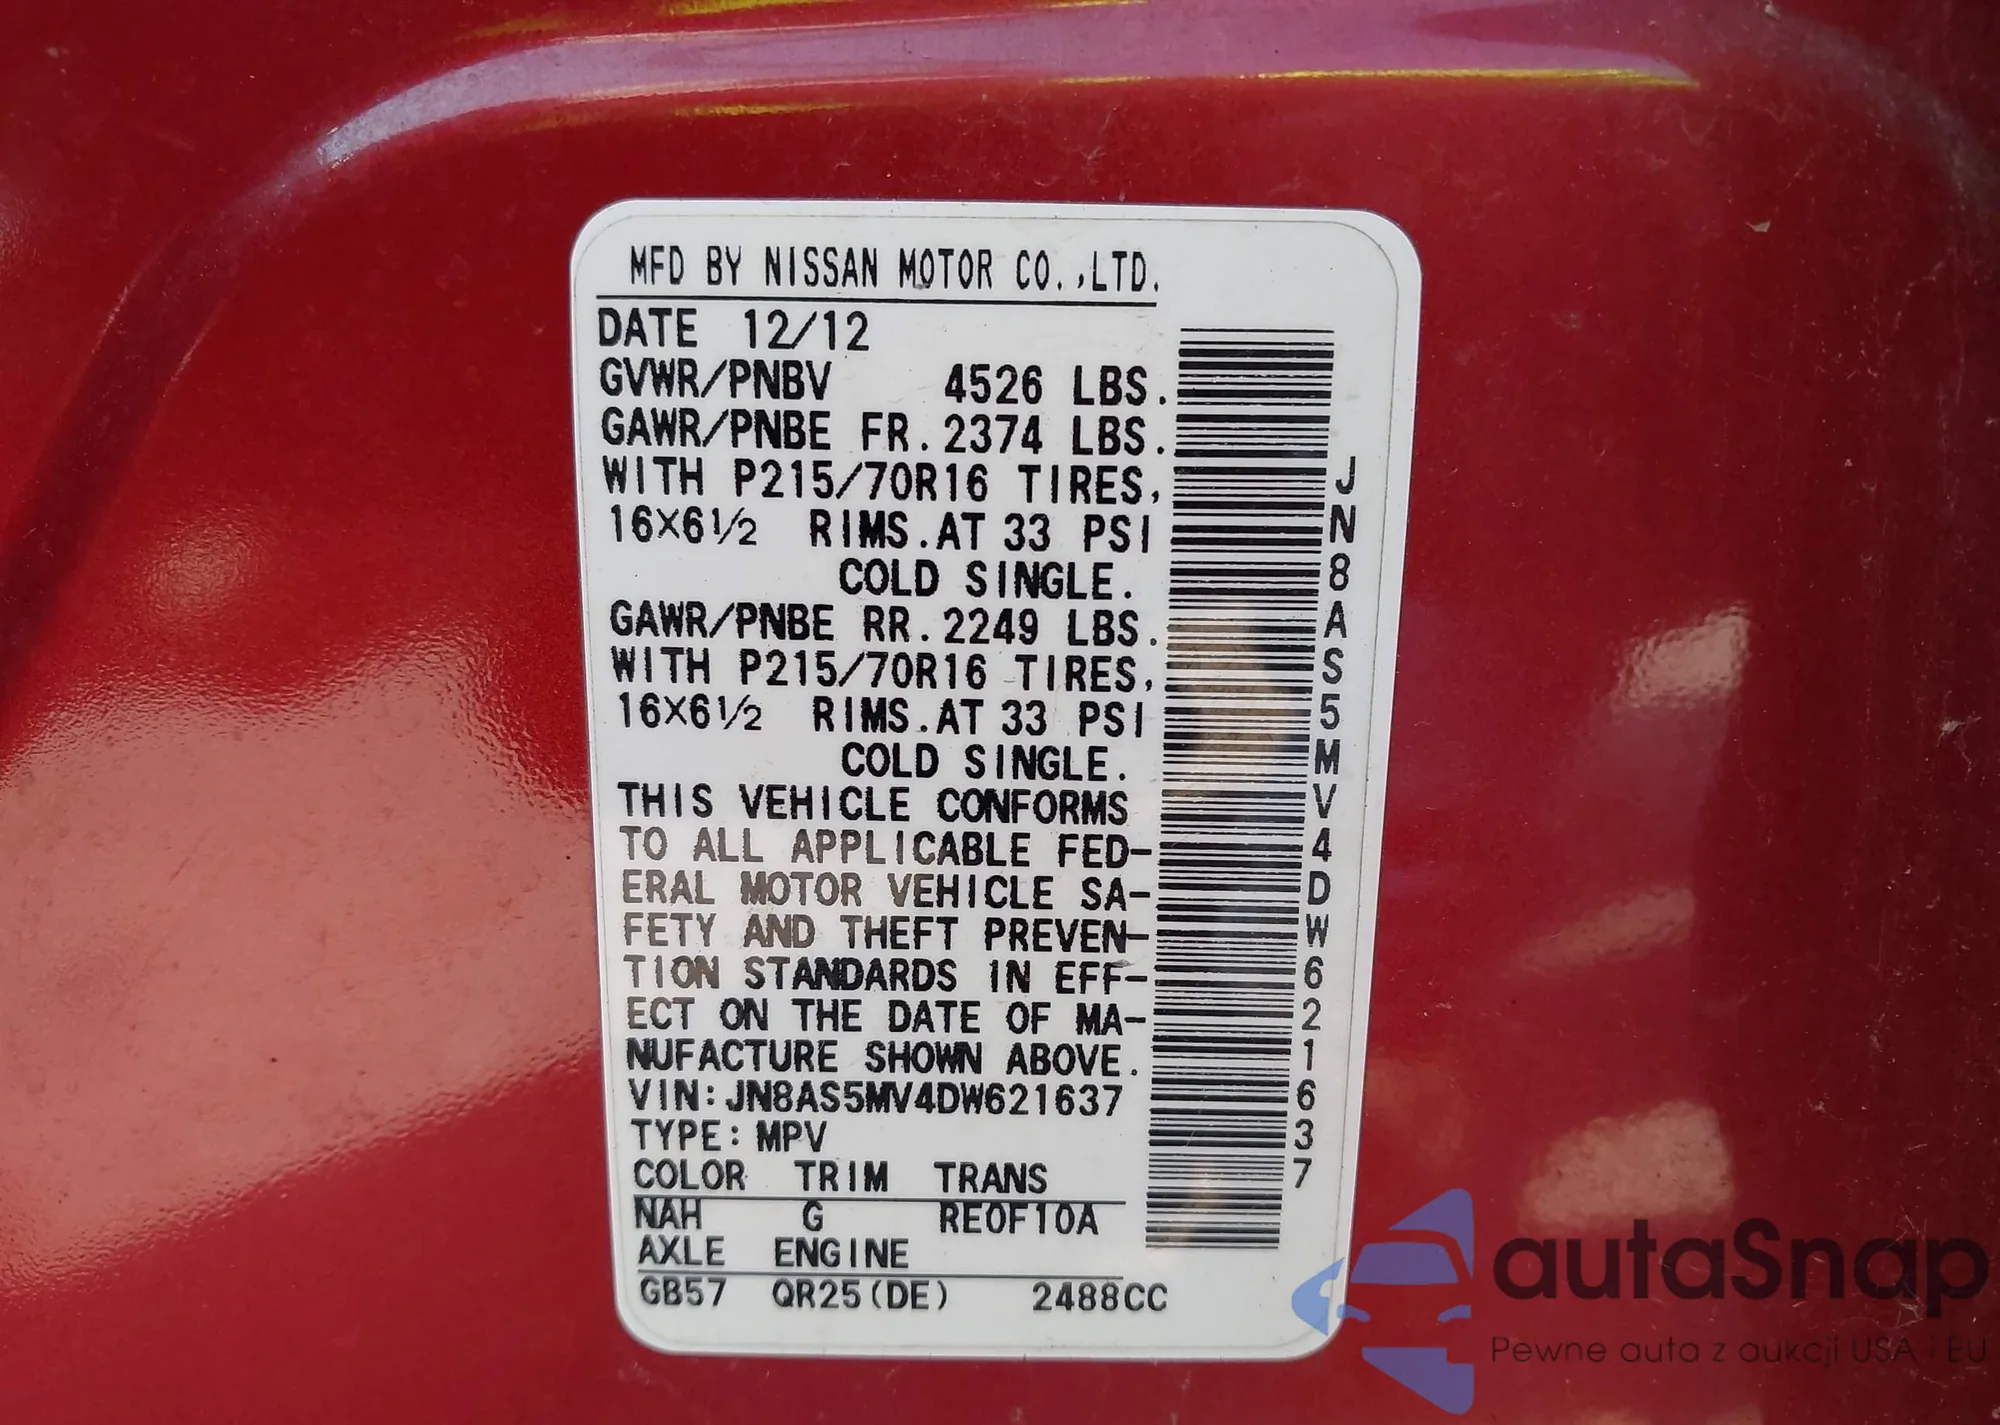 MFD BY NISSAN MOTOR CO.,LTD.
DATE 12/12
GVWR/PNBV 4526 LBS.
GAWR/PNBE FR.2374 LBS.
WITH P215/70R16 TIRES,
16X6½ RIMS.AT 33 PSI
COLD SINGLE.
GAWR/PNBE RR.2249 LBS.
WITH P215/70R16 TIRES,
16X6½ RIMS.AT 33 PSI
COLD SINGLE.
THIS VEHICLE CONFORMS
TO ALL APPLICABLE FED-
ERAL MOTOR VEHICLE SA-
FETY AND THEFT PREVEN-
TION STANDARDS IN EFF-
ECT ON THE DATE OF MA-
NUFACTURE SHOWN ABOVE.
VIN:JN8AS5MV4DW621637
TYPE:MPV
COLOR TRIM TRANS
NAH G RE0F10A
AXLE ENGINE
GB57 QR25(DE) 2488CC
JN8AS5MV4DW621637
autaSnap
Pewne auta z aukcji USA i EU